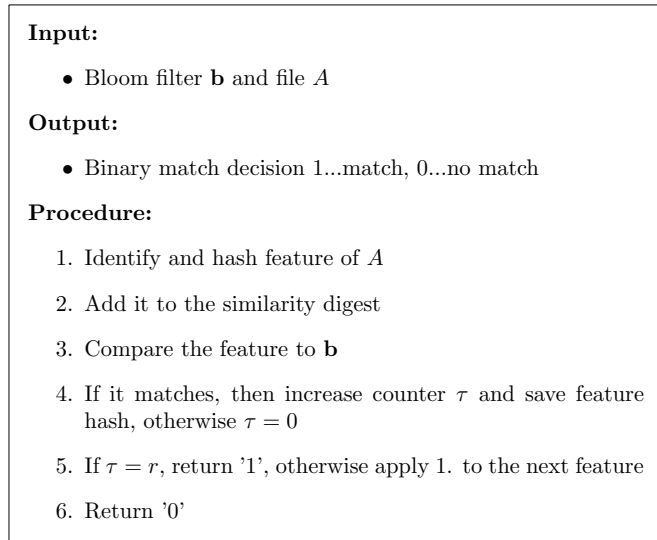 Input:
• Bloom filter b and file A
Output:
• Binary match decision 1...match, 0...no match
Procedure:
1. Identify and hash feature of A
2. Add it to the similarity digest
3. Compare the feature to b
4. If it matches, then increase counter τ and save feature
hash, otherwise τ = 0
5. If τ = r, return '1', otherwise apply 1. to the next feature
6. Return '0'